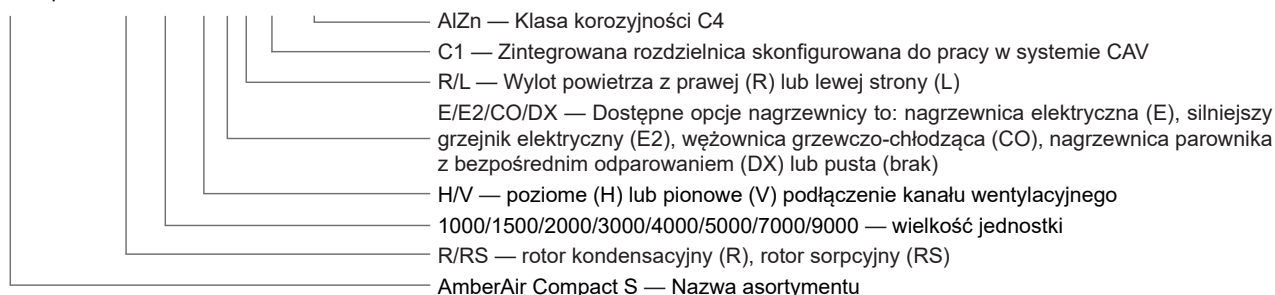 AlZn — Klasa korozyjności C4
C1 — Zintegrowana rozdzielnica skonfigurowana do pracy w systemie CAV
R/L — Wylot powietrza z prawej (R) lub lewej strony (L)
E/E2/CO/DX — Dostępne opcje nagrzewnicy to: nagrzewnica elektryczna (E), silniejszy
grzejnik elektryczny (E2), wężownica grzewczo-chłodząca (CO), nagrzewnica parownika
z bezpośrednim odparowaniem (DX) lub pusta (brak)
H/V — poziome (H) lub pionowe (V) podłączenie kanału wentylacyjnego
1000/1500/2000/3000/4000/5000/7000/9000 — wielkość jednostki
R/RS — rotor kondensacyjny (R), rotor sorpcyjny (RS)
AmberAir Compact S — Nazwa asortymentu